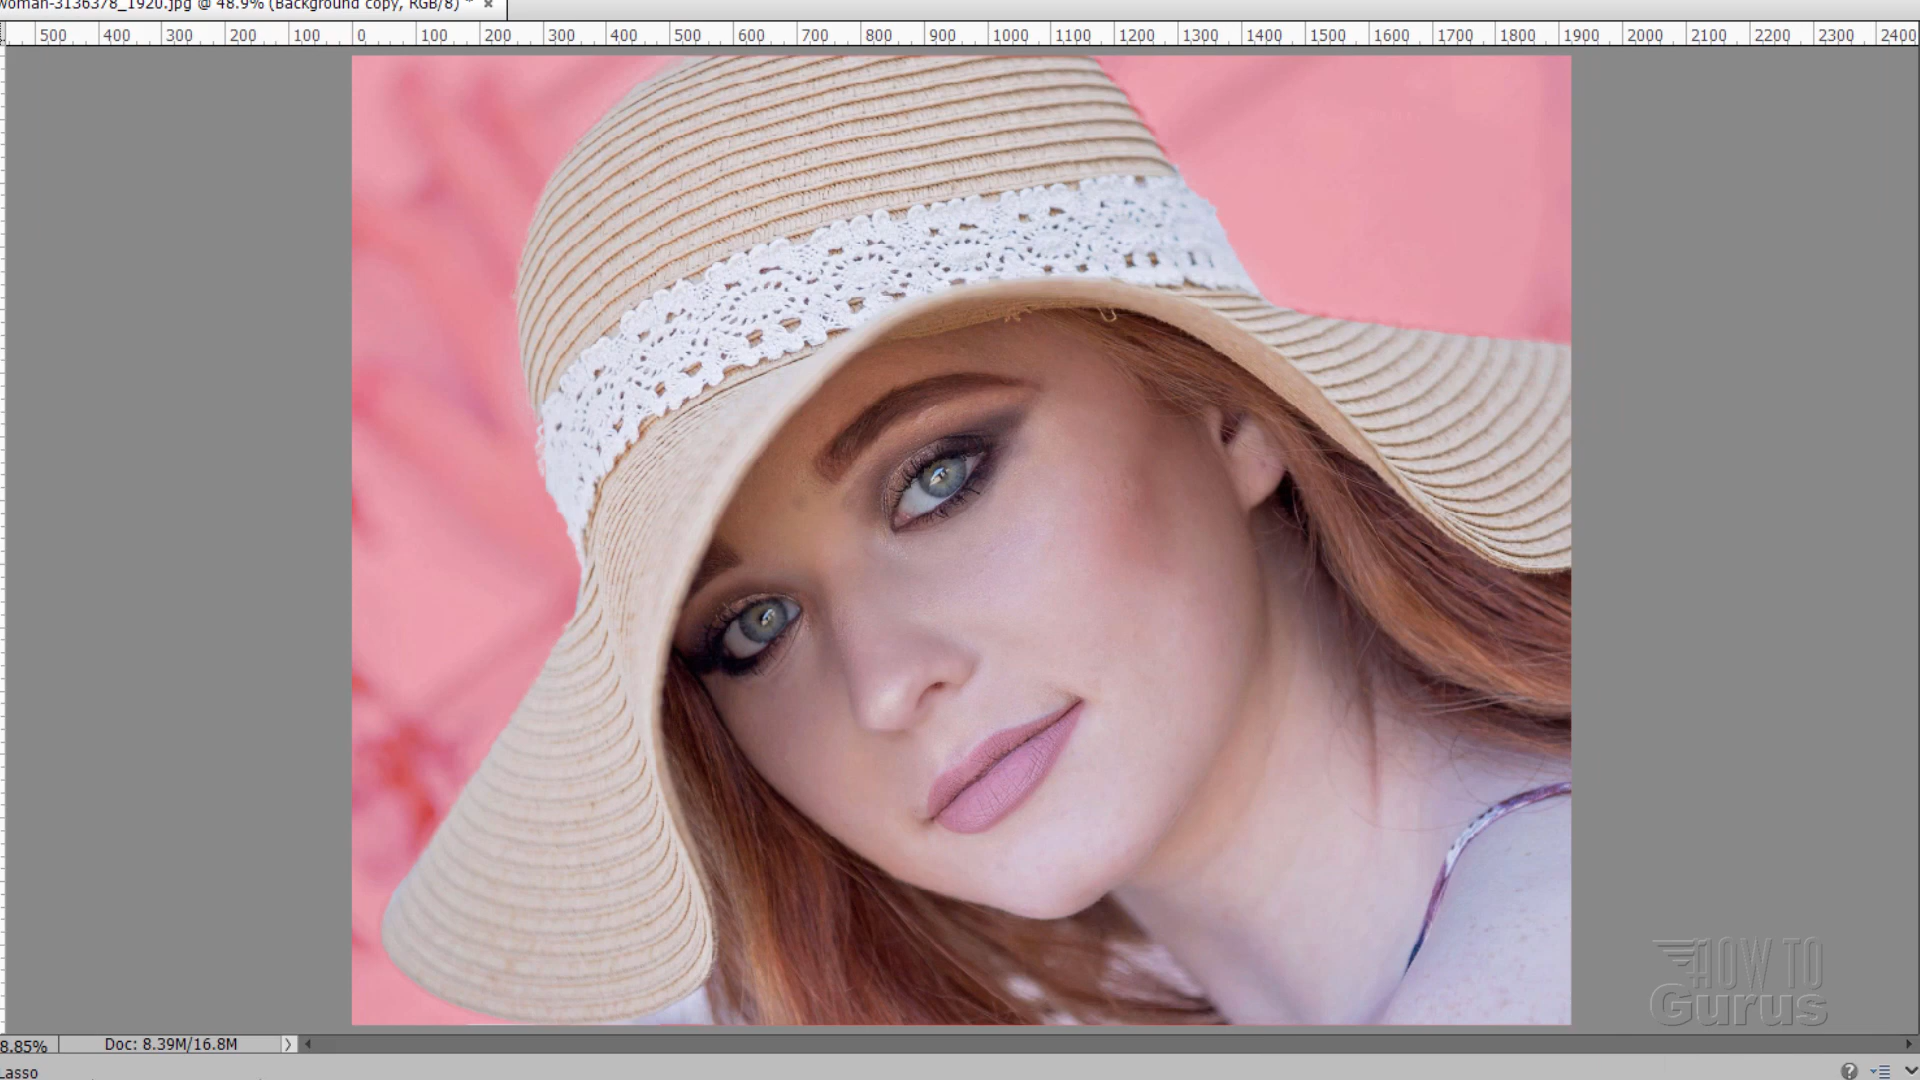 woman-3136378_1920.jpg @ 48.9% (Background copy, RGB/8) * ×
500 400 300 200 100 0 100 200 300 400 500 600 700 800 900 1000 1100 1200 1300 1400 1500 1600 1700 1800 1900 2000 2100 2200 2300 2400
HOW TO
Gurus
8.85% Doc: 8.39M/16.8M
Lasso